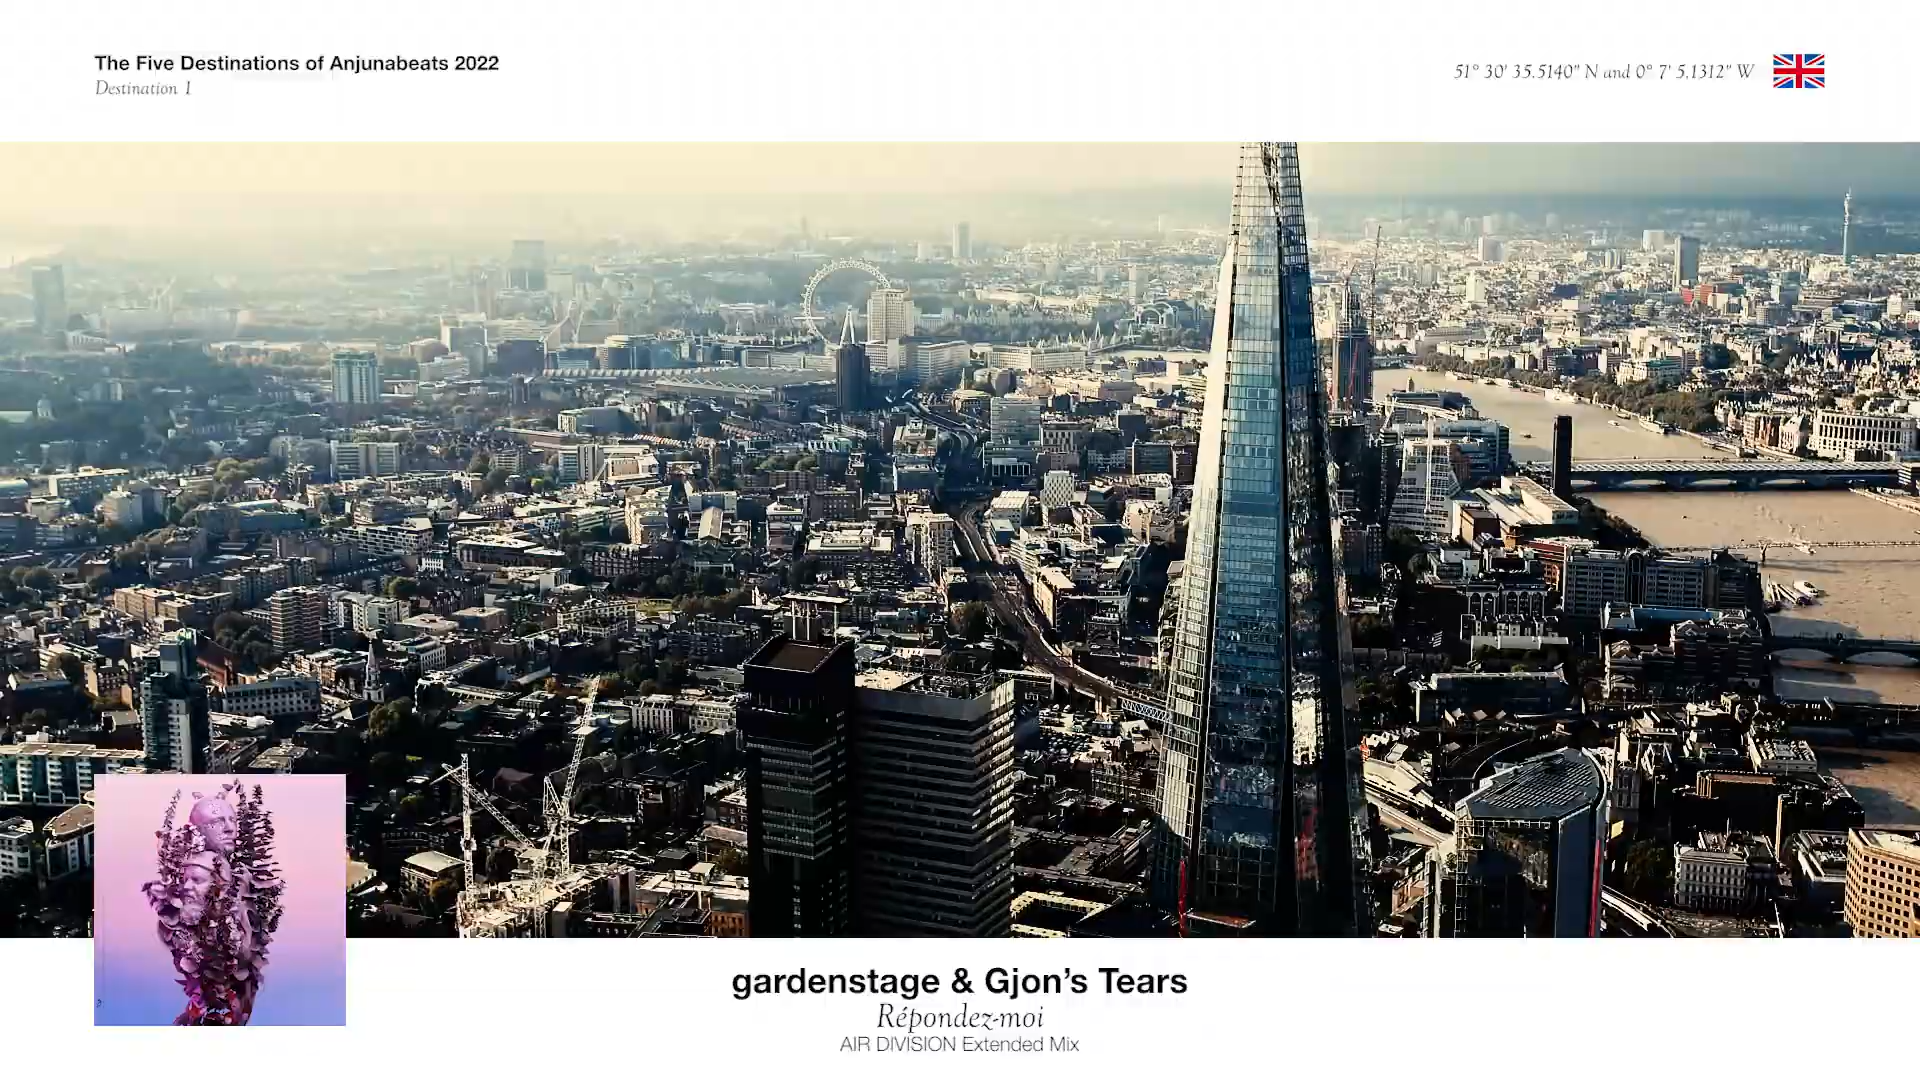 The Five Destinations of Anjunabeats 2022
Destination 1
51° 30' 35.5140" N and 0° 7' 5.1312" W
gardenstage & Gjon’s Tears
Répondez-moi
AIR DIVISION Extended Mix